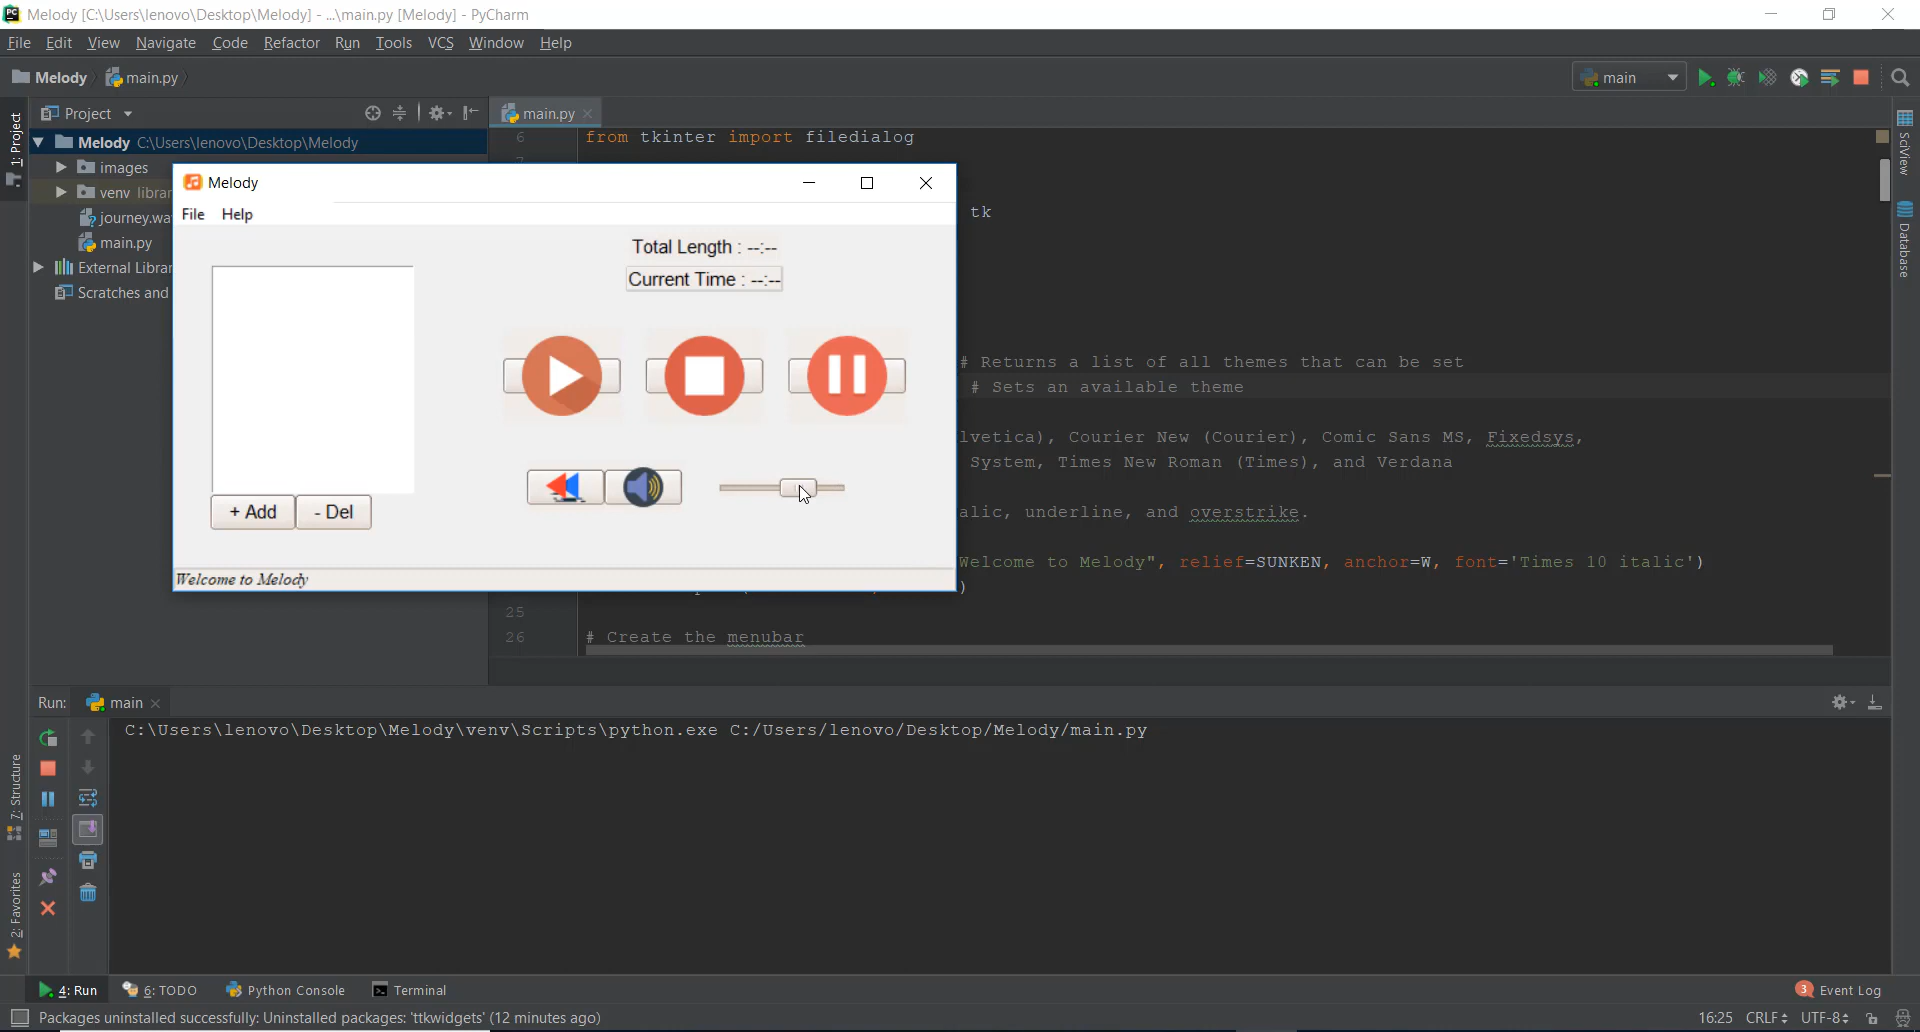 Melody [C:\Users\lenovo\Desktop\Melody] - ...\main.py [Melody] - PyCharm
File Edit View Navigate Code Refactor Run Tools VCS Window Help
Melody main.py
main
Project
main.py
1: Project
Melody C:\Users\lenovo\Desktop\Melody
images
venv librar
journey.wa
main.py
External Librar
Scratches and
6 from tkinter import filedialog
7
tk
# Returns a list of all themes that can be set
# Sets an available theme
lvetica), Courier New (Courier), Comic Sans MS, Fixedsys,
System, Times New Roman (Times), and Verdana
alic, underline, and overstrike.
Welcome to Melody", relief=SUNKEN, anchor=W, font='Times 10 italic')
)
25
26 # Create the menubar
SciView
Database
Melody
File Help
Total Length : --:--
Current Time : --:--
+ Add - Del
Welcome to Melody
Run: main
C:\Users\lenovo\Desktop\Melody\venv\Scripts\python.exe C:/Users/lenovo/Desktop/Melody/main.py
7: Structure
2: Favorites
4: Run 6: TODO Python Console Terminal
3 Event Log
Packages uninstalled successfully: Uninstalled packages: 'ttkwidgets' (12 minutes ago)
16:25 CRLF UTF-8